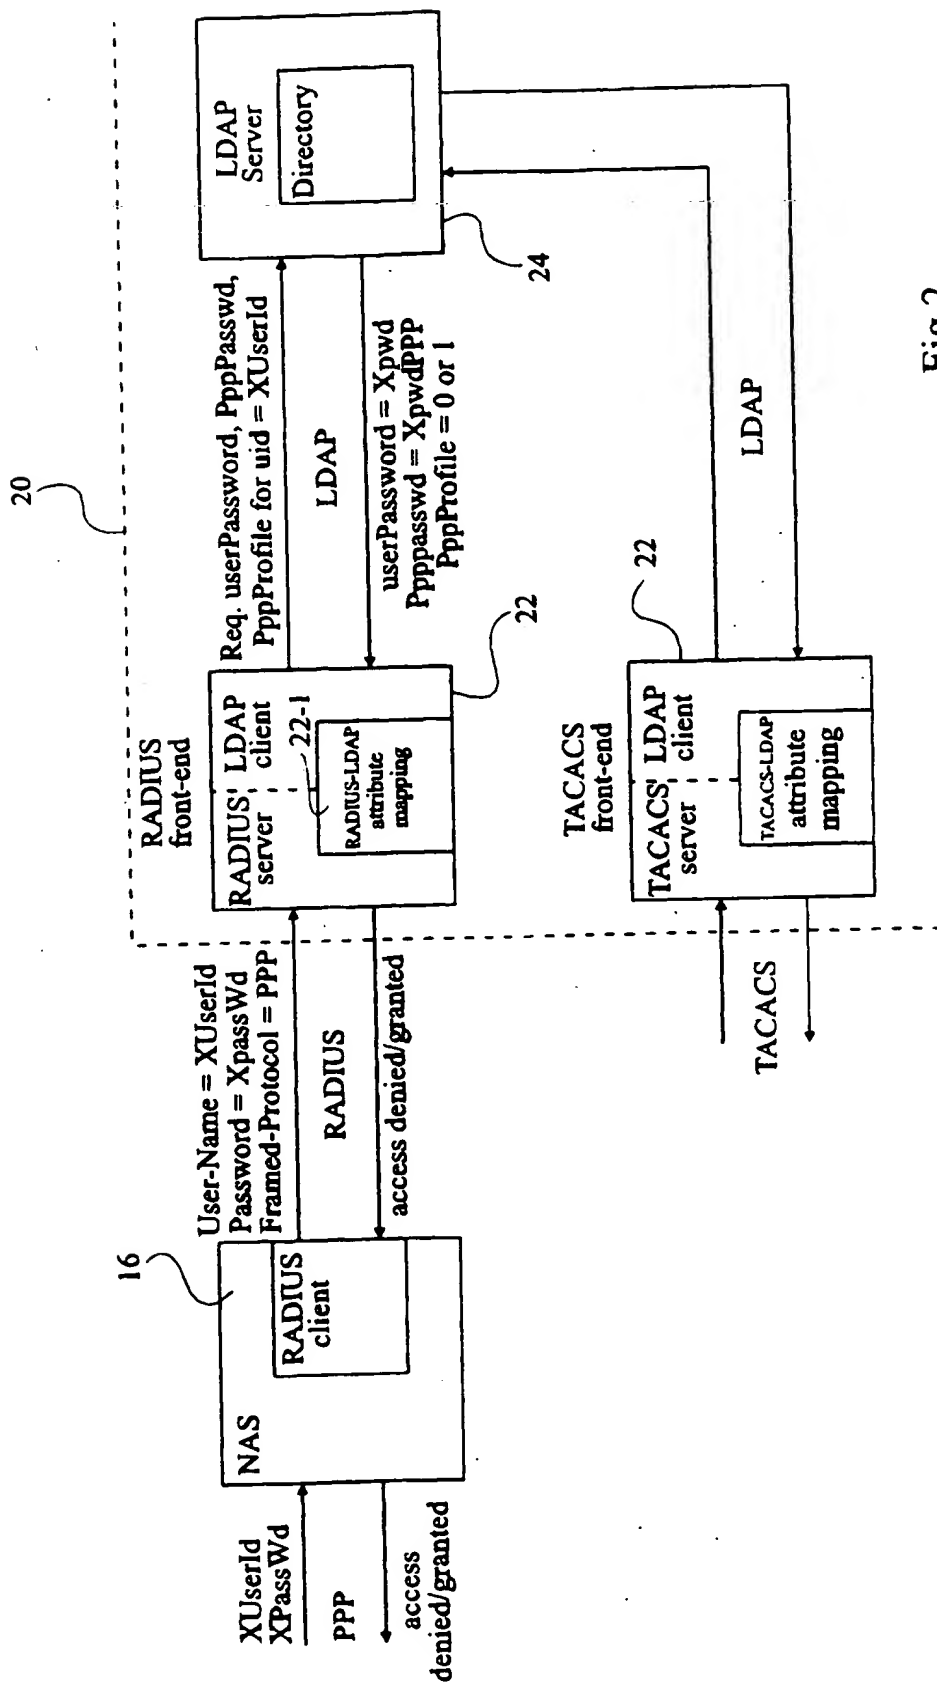 20
XUserId
XPassWd
PPP
access
denied/granted
NAS
16
RADIUS
client
User-Name = XUserId
Password = XpassWd
Framed-Protocol = PPP
RADIUS
access denied/granted
RADIUS
front-end
RADIUS
server
LDAP
client
22-1
RADIUS-LDAP
attribute
mapping
22
Req. userPassword, PppPasswd,
PppProfile for uid = XUserId
LDAP
userPassword = Xpwd
Ppppasswd = XpwdPPP
PppProfile = 0 or 1
LDAP
Server
Directory
24
TACACS
TACACS
front-end
TACACS
server
LDAP
client
TACACS-LDAP
attribute
mapping
22
LDAP